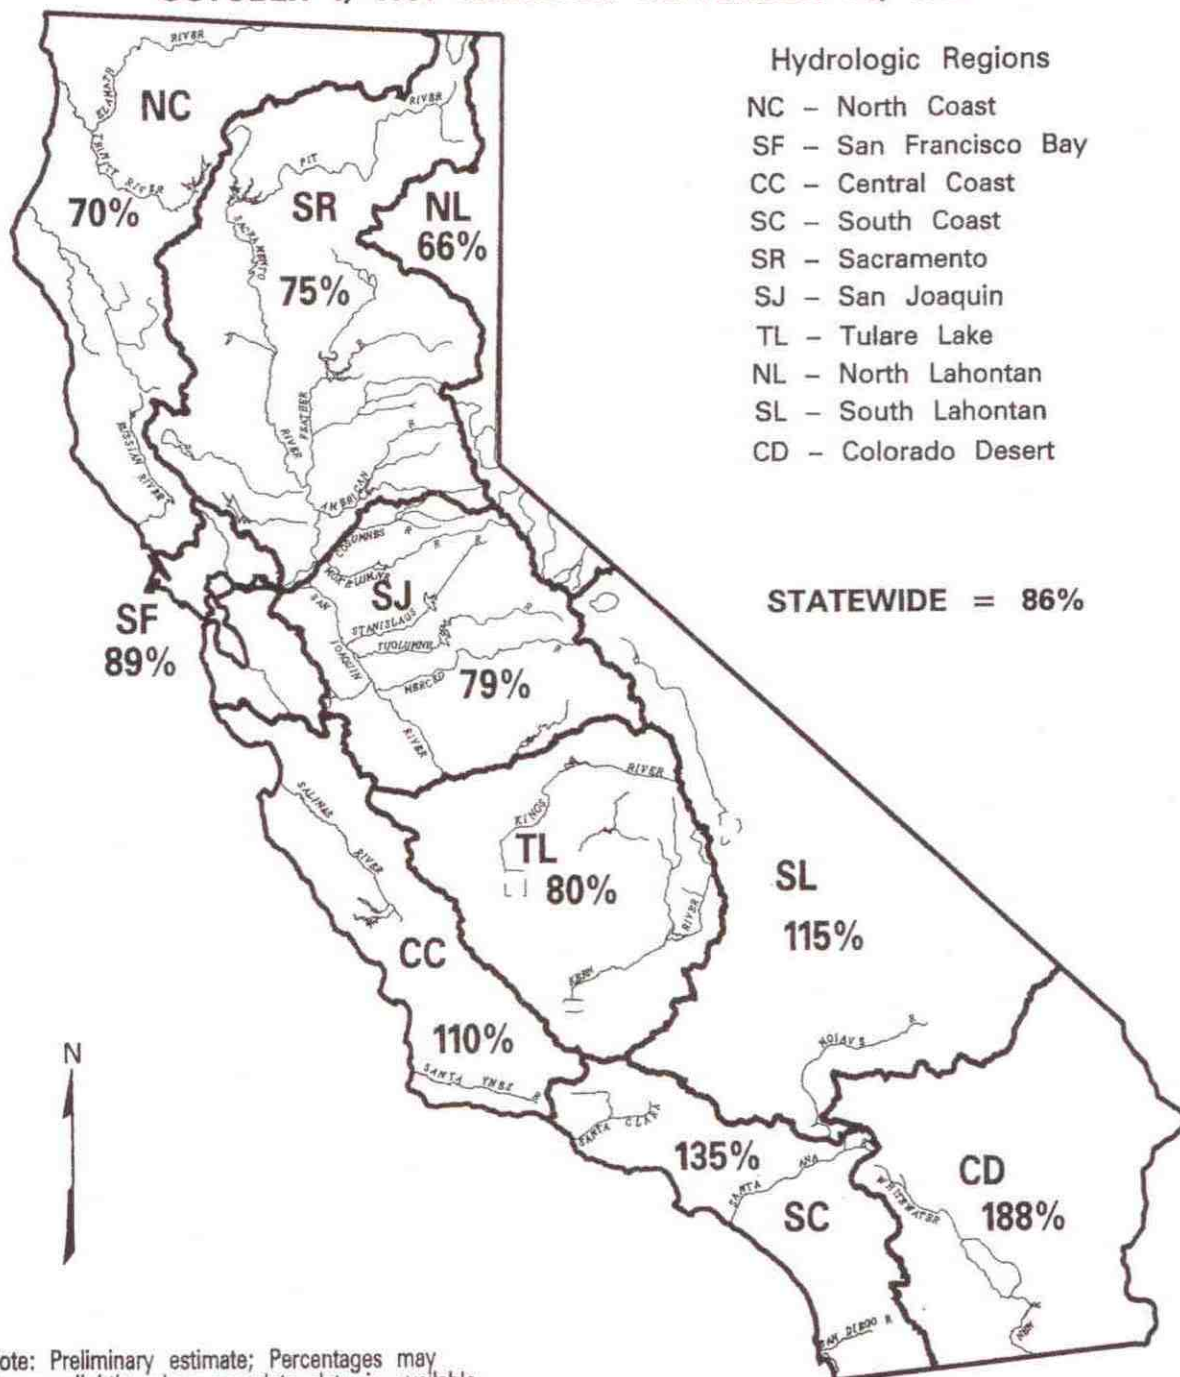 Hydrologic Regions
NC – North Coast
SF – San Francisco Bay
CC – Central Coast
SC – South Coast
SR – Sacramento
SJ – San Joaquin
TL – Tulare Lake
NL – North Lahontan
SL – South Lahontan
CD – Colorado Desert
STATEWIDE = 86%
RIVER
KLAMATH
NC
TRINITY RIVER
70%
RIVER
PIT
SR
SACRAMENTO
75%
NL
66%
FEATHER
RIVER
RUSSIAN RIVER
AMERICAN
R
COSUMNES R
MOKELUMNE R
SJ
SAN
STANISLAUS
R
JOAQUIN
TUOLUMNE
R
MERCED
R
79%
RIVER
SF
89%
SALINAS
RIVER
KINGS
RIVER
TL
80%
RIVER
KERN
SL
115%
CC
110%
SANTA YNEZ R
N
SANTA CLARA
135%
SANTA ANA
SC
R
CD
188%
WHITEWATER
SAN DIEGO R
Note: Preliminary estimate; Percentages may